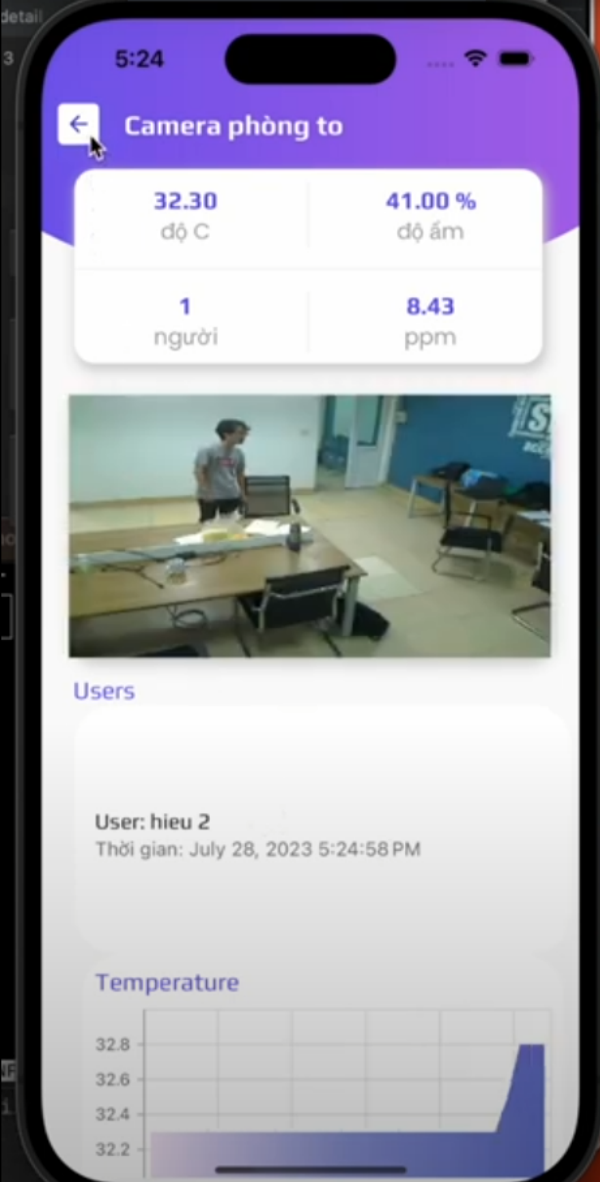 detail
3
5:24
Camera phòng to
32.30
41.00 %
độ C
độ ẩm
1
8.43
người
ppm
Users
User: hieu 2
Thời gian: July 28, 2023 5:24:58 PM
Temperature
32.8
32.6
32.4
32.2